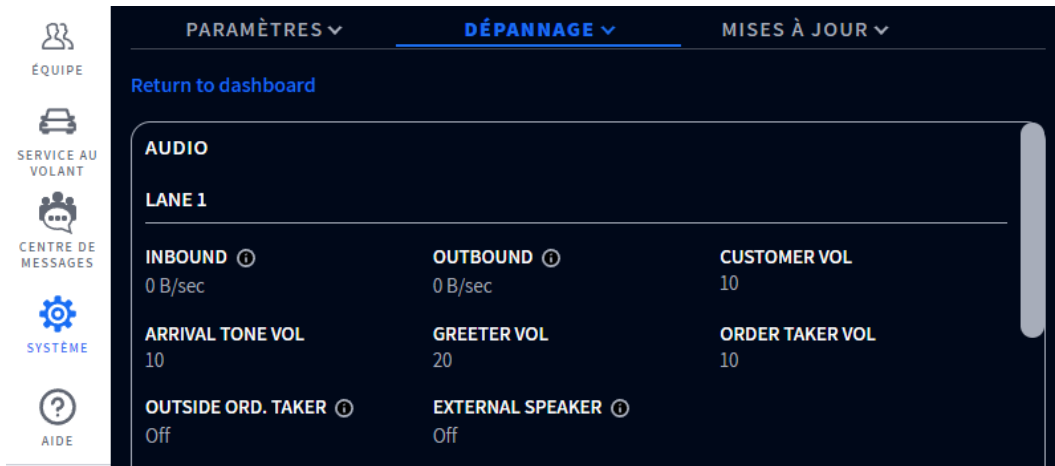 ÉQUIPE
SERVICE AU
VOLANT
CENTRE DE
MESSAGES
SYSTÈME
AIDE
PARAMÈTRES DÉPANNAGE MISES À JOUR
Return to dashboard
AUDIO
LANE 1
INBOUND OUTBOUND CUSTOMER VOL
0 B/sec 0 B/sec 10
ARRIVAL TONE VOL GREETER VOL ORDER TAKER VOL
10 20 10
OUTSIDE ORD. TAKER EXTERNAL SPEAKER
Off Off